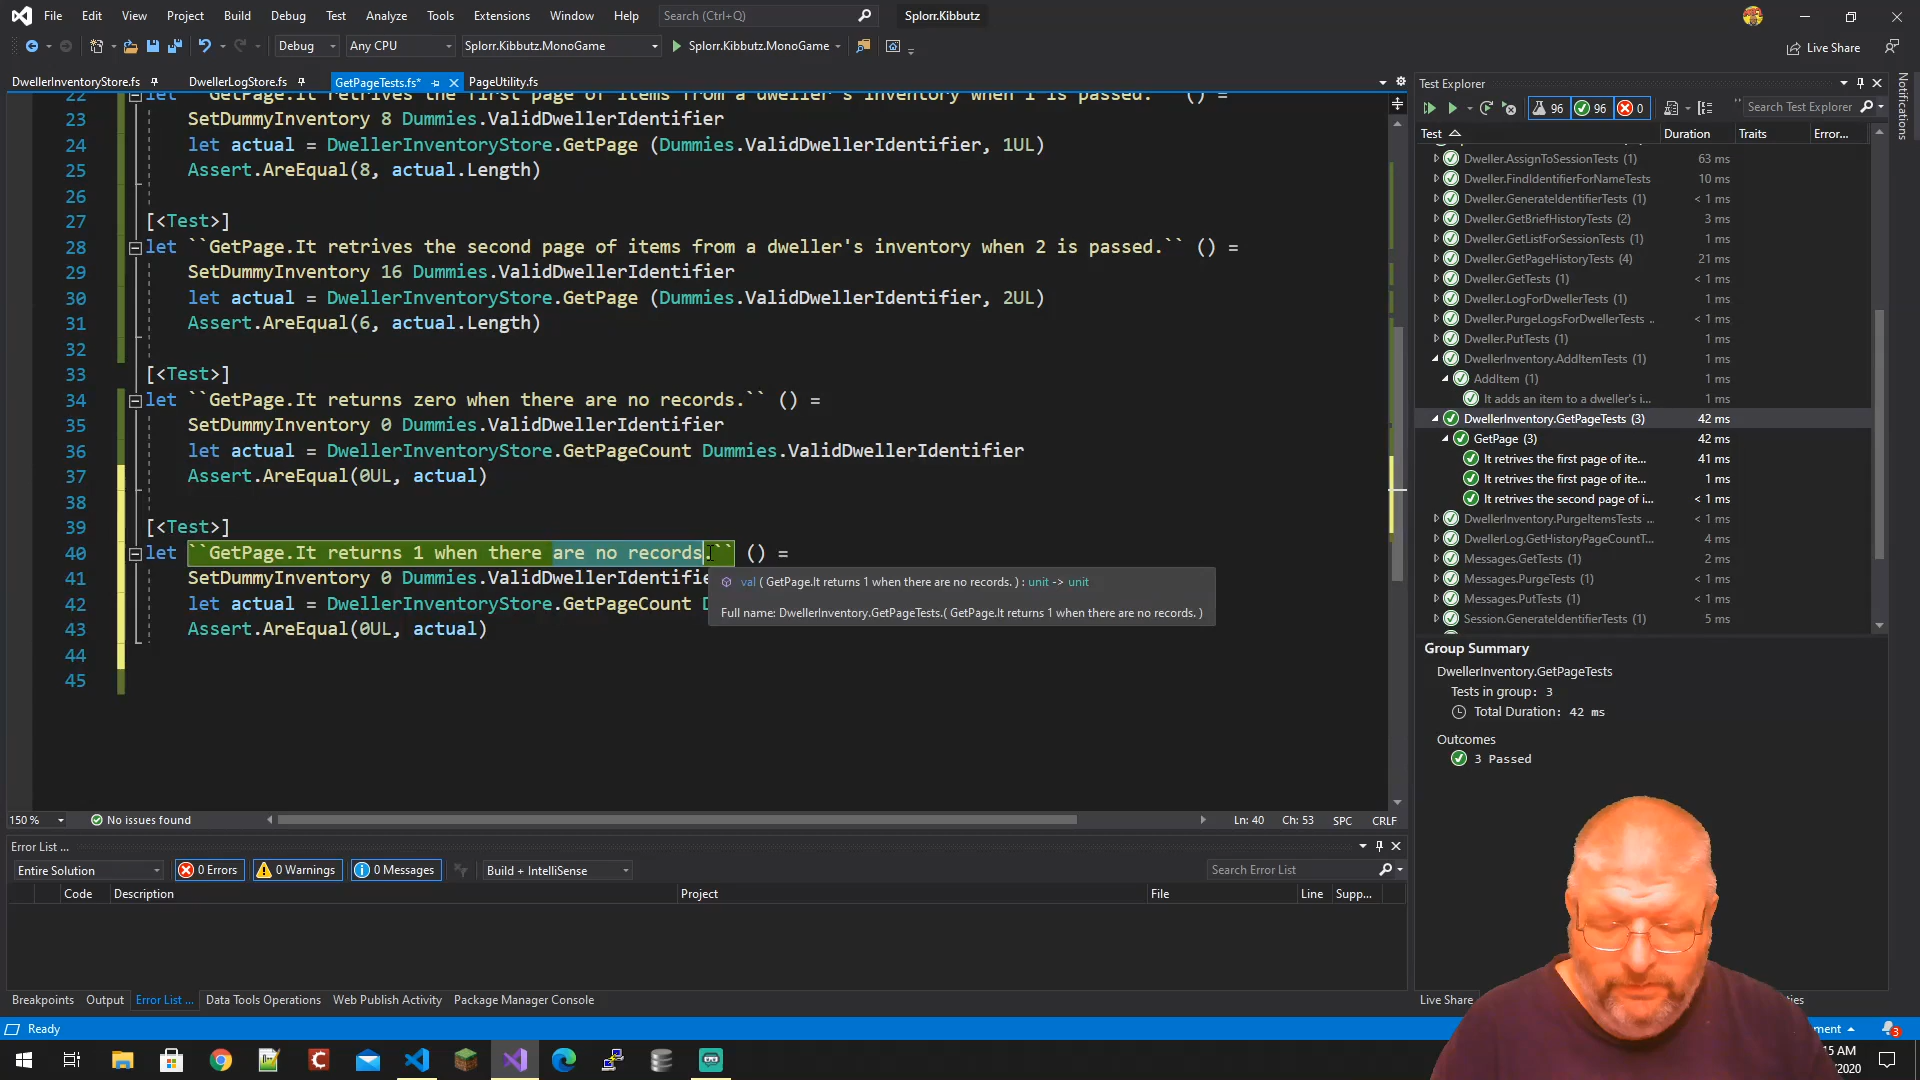 File Edit View Project Build Debug Test Analyze Tools Extensions Window Help Search (Ctrl+Q) Splorr.Kibbutz
Debug Any CPU Splorr.Kibbutz.MonoGame Splorr.Kibbutz.MonoGame Live Share
DwellerInventoryStore.fs DwellerLogStore.fs GetPageTests.fs* PageUtility.fs
22 let ``GetPage.It retrives the first page of items from a dweller's inventory when 1 is passed.`` () =
23 SetDummyInventory 8 Dummies.ValidDwellerIdentifier
24 let actual = DwellerInventoryStore.GetPage (Dummies.ValidDwellerIdentifier, 1UL)
25 Assert.AreEqual(8, actual.Length)
26
27 [<Test>]
28 let ``GetPage.It retrives the second page of items from a dweller's inventory when 2 is passed.`` () =
29 SetDummyInventory 16 Dummies.ValidDwellerIdentifier
30 let actual = DwellerInventoryStore.GetPage (Dummies.ValidDwellerIdentifier, 2UL)
31 Assert.AreEqual(6, actual.Length)
32
33 [<Test>]
34 let ``GetPage.It returns zero when there are no records.`` () =
35 SetDummyInventory 0 Dummies.ValidDwellerIdentifier
36 let actual = DwellerInventoryStore.GetPageCount Dummies.ValidDwellerIdentifier
37 Assert.AreEqual(0UL, actual)
38
39 [<Test>]
40 let ``GetPage.It returns 1 when there are no records.`` () =
41 SetDummyInventory 0 Dummies.ValidDwellerIdentifie
42 let actual = DwellerInventoryStore.GetPageCount D
43 Assert.AreEqual(0UL, actual)
44
45
val ( GetPage.It returns 1 when there are no records. ) : unit -> unit
Full name: DwellerInventory.GetPageTests.( GetPage.It returns 1 when there are no records. )
150 % No issues found Ln: 40 Ch: 53 SPC CRLF
Error List ...
Entire Solution 0 Errors 0 Warnings 0 Messages Build + IntelliSense Search Error List
Code Description Project File Line Supp...
Breakpoints Output Error List ... Data Tools Operations Web Publish Activity Package Manager Console
Ready
Test Explorer
96 96 0 Search Test Explorer
Test Duration Traits Error...
Dweller.AssignToSessionTests (1) 63 ms
Dweller.FindIdentifierForNameTests 10 ms
Dweller.GenerateIdentifierTests (1) < 1 ms
Dweller.GetBriefHistoryTests (2) 3 ms
Dweller.GetListForSessionTests (1) < 1 ms
Dweller.GetPageHistoryTests (4) 21 ms
Dweller.GetTests (1) < 1 ms
Dweller.LogForDwellerTests (1) < 1 ms
Dweller.PurgeLogsForDwellerTests .. < 1 ms
Dweller.PutTests (1) < 1 ms
DwellerInventory.AddItemTests (1) 1 ms
AddItem (1) 1 ms
It adds an item to a dweller's i... 1 ms
DwellerInventory.GetPageTests (3) 42 ms
GetPage (3) 42 ms
It retrives the first page of ite... 41 ms
It retrives the first page of ite... 1 ms
It retrives the second page of i... < 1 ms
DwellerInventory.PurgeItemsTests < 1 ms
DwellerLog.GetHistoryPageCountT... 4 ms
Messages.GetTests (1) 2 ms
Messages.PurgeTests (1) < 1 ms
Messages.PutTests (1) < 1 ms
Session.GenerateIdentifierTests (1) 5 ms
Group Summary
DwellerInventory.GetPageTests
Tests in group: 3
Total Duration: 42 ms
Outcomes
3 Passed
Live Share
Notifications
ment
3
15 AM
/2020